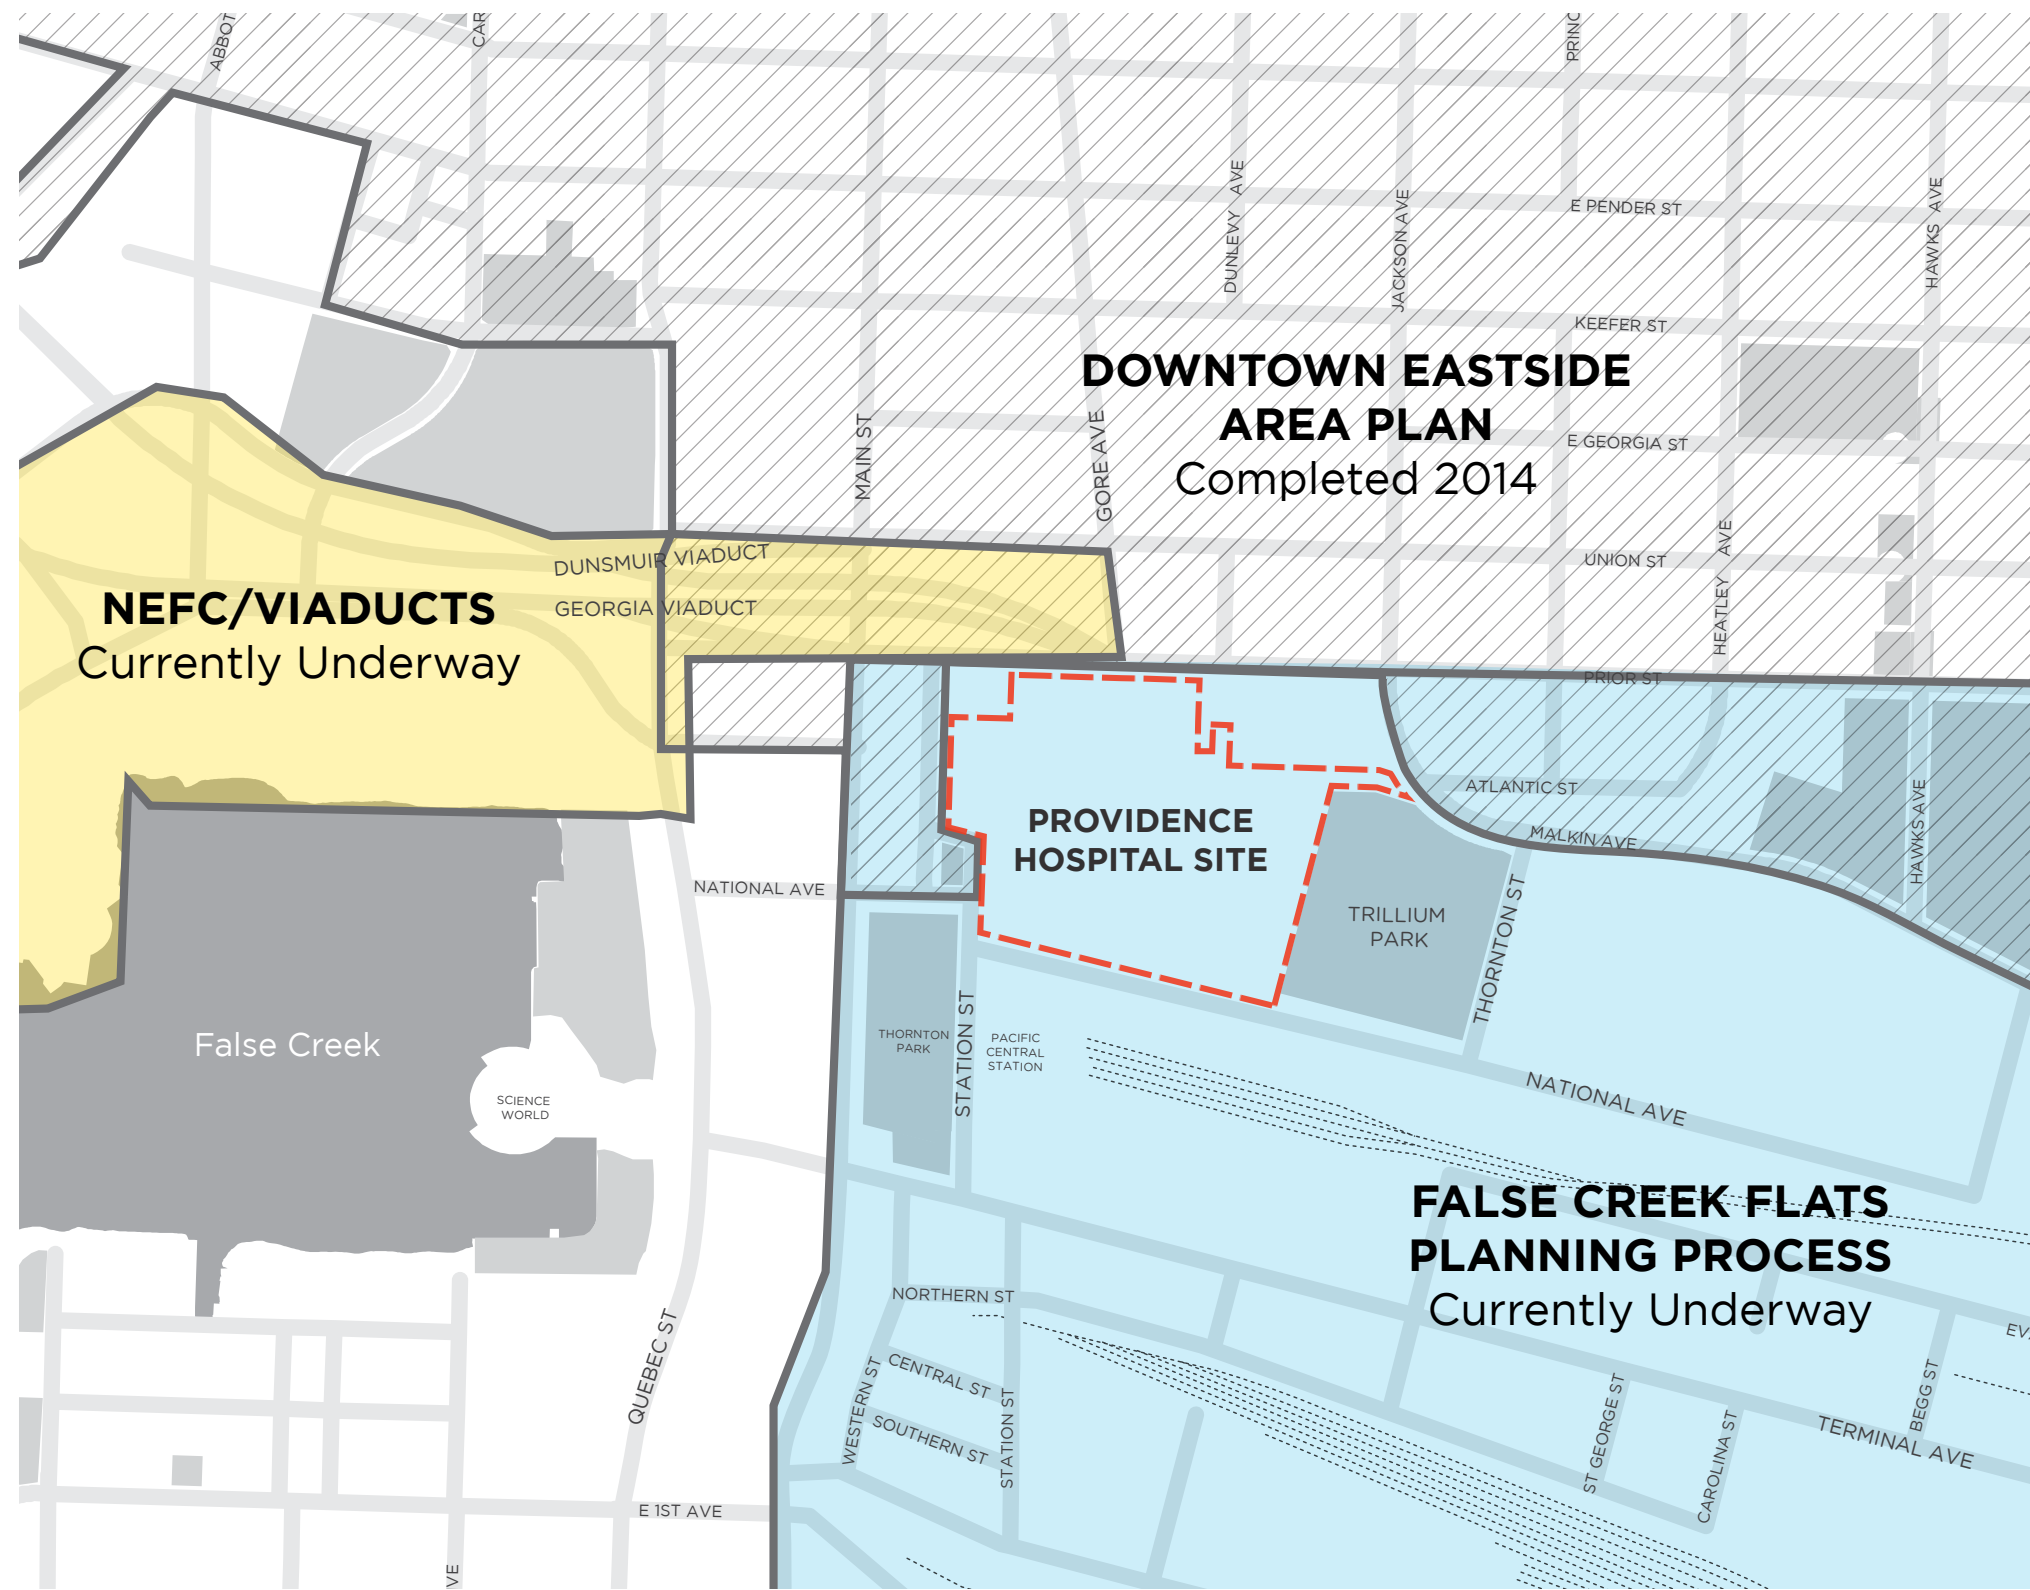 ABBOT
CAR
PRINC
E PENDER ST
DUNLEVY AVE
JACKSON AVE
HAWKS AVE
KEEFER ST
DOWNTOWN EASTSIDE
AREA PLAN
Completed 2014
MAIN ST
GORE AVE
E GEORGIA ST
HEATLEY AVE
UNION ST
DUNSMUIR VIADUCT
GEORGIA VIADUCT
NEFC/VIADUCTS
Currently Underway
PRIOR ST
ATLANTIC ST
MALKIN AVE
HAWKS AVE
PROVIDENCE
HOSPITAL SITE
NATIONAL AVE
TRILLIUM
PARK
THORNTON ST
False Creek
THORNTON
PARK
STATION ST
PACIFIC
CENTRAL
STATION
SCIENCE
WORLD
NATIONAL AVE
FALSE CREEK FLATS
PLANNING PROCESS
Currently Underway
NORTHERN ST
EV
QUEBEC ST
WESTERN ST
CENTRAL ST
SOUTHERN ST
STATION ST
ST GEORGE ST
CAROLINA ST
BEGG ST
TERMINAL AVE
E 1ST AVE
VE